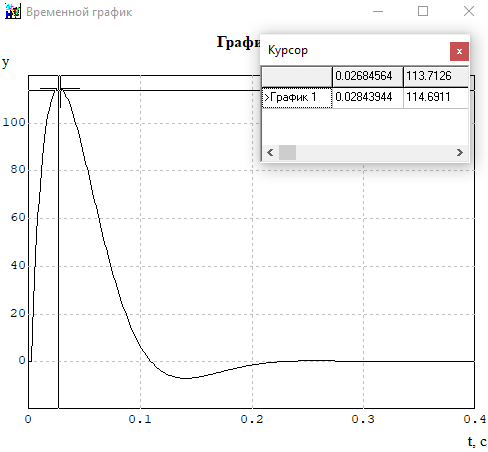 Временной график
Графи
y
Курсор
x
0.02684564 113.7126
>График 1 0.02843944 114.6911
100
80
60
40
20
0
0 0.1 0.2 0.3 0.4
t, c